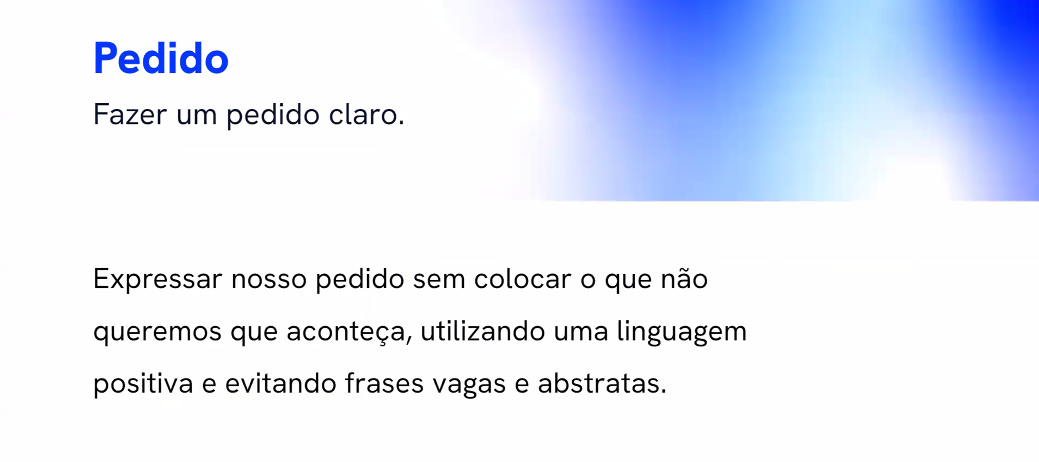 Pedido
Fazer um pedido claro.
Expressar nosso pedido sem colocar o que não
queremos que aconteça, utilizando uma linguagem
positiva e evitando frases vagas e abstratas.